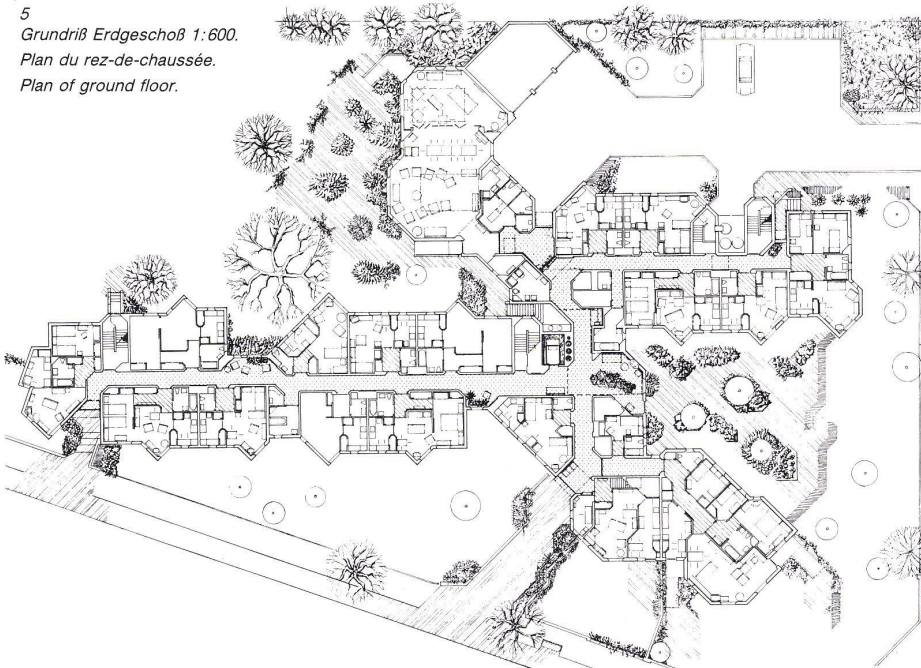 5
Grundriß Erdgeschoß 1:600.
Plan du rez-de-chaussée.
Plan of ground floor.